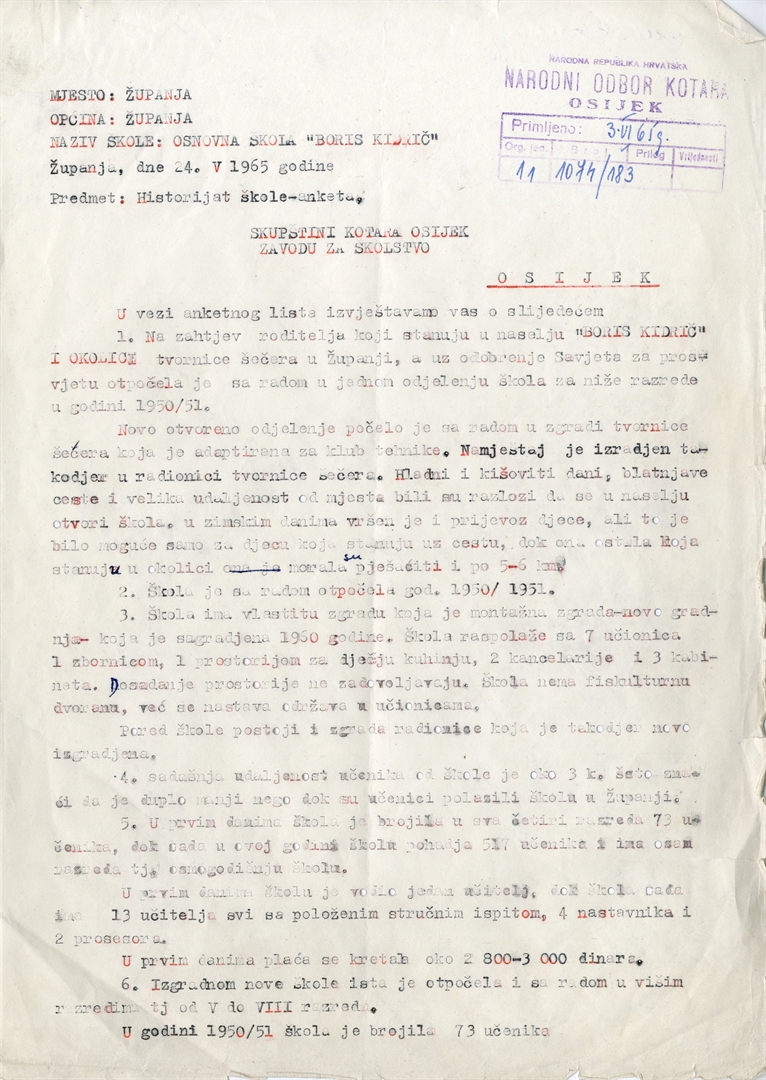 NARODNA REPUBLIKA HRVATSKA
NARODNI ODBOR KOTARA
OSIJEK
Primljeno: 3.VI 65g.
Org. jed. Broj Prilog Vrijednosti
11 1074/183
MJESTO: ŽUPANJA
OPĆINA: ŽUPANJA
NAZIV ŠKOLE: OSNOVNA ŠKOLA "BORIS KIDRIČ"
Županja, dne 24. V 1965 godine
Predmet: Historijat škole-anketa,
SKUPŠTINI KOTARA OSIJEK
ZAVODU ZA ŠKOLSTVO
O S I J E K
U vezi anketnog lista izvještavamo vas o slijedećem
1. Na zahtjev roditelja koji stanuju u naselju "BORIS KIDRIČ"
I OKOLICI tvornice šećera u Županji, a uz odobrenje Savjeta za pros-
vjetu otpočela je sa radom u jednom odjelenju škola za niže razrede
u godini 1950/51.
Novo otvoreno odjelenje počelo je sa radom u zgradi tvornice
šećera koja je adaptirana za klub tehnike. Namještaj je izradjen ta-
kodjer u radionici tvornice šećera. Hladni i kišoviti dani, blatnjave
ceste i velika udaljenost od mjesta bili su razlozi da se u naselju
otvori škola. u zimskim danima vršen je i prijevoz djece, ali to je
bilo moguće samo za djecu koja stanuju uz cestu, dok ona ostala koja
stanuju u okolici ona je morala su pješačiti i po 5-6 km.
2. Škola je sa radom otpočela god. 1950/ 1951.
3. Škola ima vlastitu zgradu koja je montažna zgrada-novo grad-
nja- koja je sagradjena 1960 godine. Škola raspolaže sa 7 učionica
1 zbornicom, 1 prostorijom za dječju kuhinju, 2 kancelarije i 3 kabi-
neta. Dosadanje prostorije ne zadovoljavaju. Škola nema fiskulturnu
dvoranu, već se nastava održava u učionicama.
Pored škole postoji i zgrada radionice koja je takodjer novo
izgradjena.
4. sadašnja udaljenost učenika od škole je oko 3 k. šsto zna-
či da je duplo manji nego dok su učenici polazili školu u Županji.
5. U prvim danima škola je brojila u sva četiri razreda 73 u-
čenika, dok sada u ovoj godini školu pohadja 517 učenika i ima osam
razreda tj. osmogodišnju školu.
U prvim danima školu je vodio jedan učitelj, dok škola sada
ima 13 učitelja svi sa položenim stručnim ispitom, 4 nastavnika i
2 prosesora.
U prvim danima plaća se kretala oko 2 800-3 000 dinara.
6. Izgradnom nove škole ista je otpočela i sa radom u višim
razredima tj od V do VIII razreda.
U godini 1950/51 škola je brojila 73 učenika